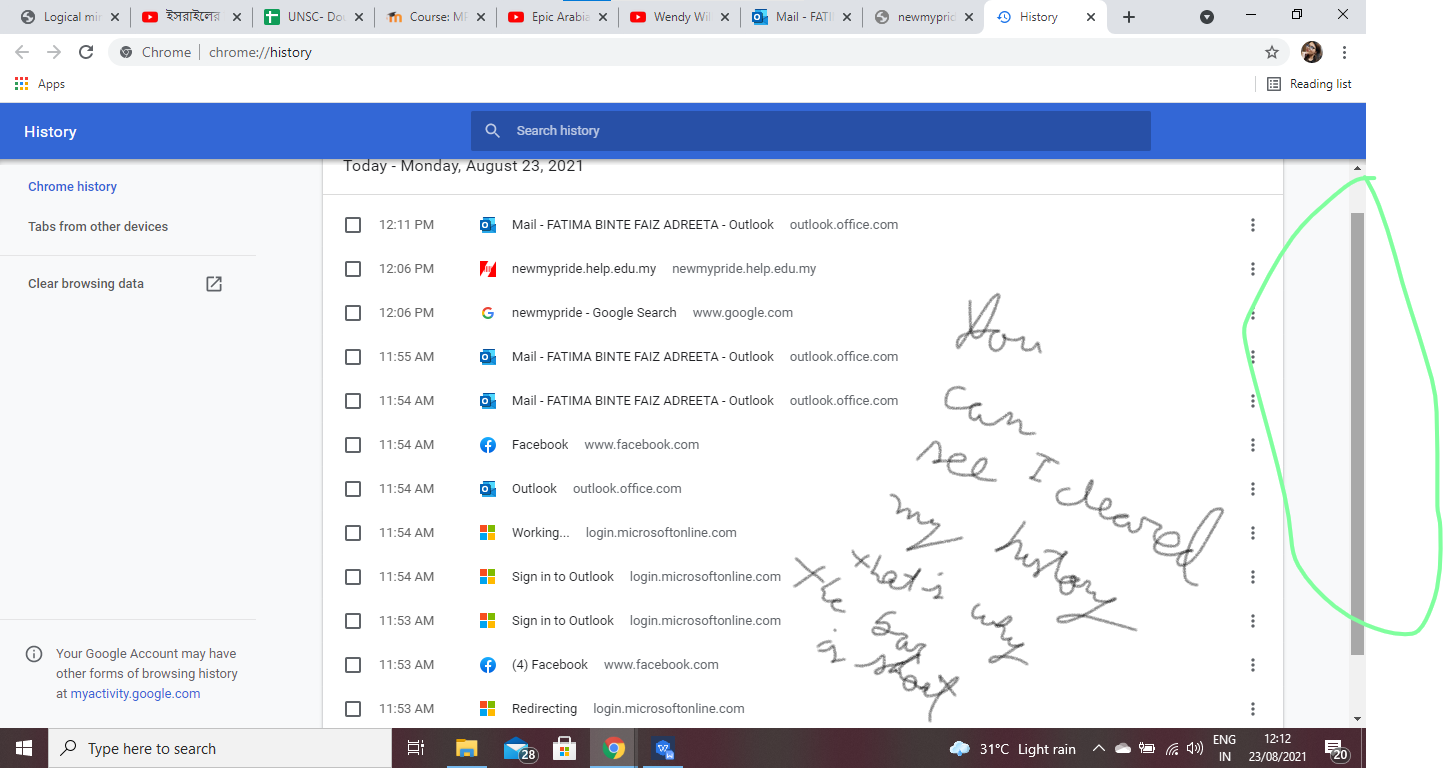 Logical min
ইসরাইলের
UNSC- Dou
Course: MP
Epic Arabia
Wendy Wil
Mail - FATI
newmyprid
History
Chrome chrome://history
Apps
Reading list
History
Search history
Today - Monday, August 23, 2021
Chrome history
Tabs from other devices
Clear browsing data
12:11 PM Mail - FATIMA BINTE FAIZ ADREETA - Outlook outlook.office.com
12:06 PM newmypride.help.edu.my newmypride.help.edu.my
12:06 PM newmypride - Google Search www.google.com
11:55 AM Mail - FATIMA BINTE FAIZ ADREETA - Outlook outlook.office.com
11:54 AM Mail - FATIMA BINTE FAIZ ADREETA - Outlook outlook.office.com
11:54 AM Facebook www.facebook.com
11:54 AM Outlook outlook.office.com
11:54 AM Working... login.microsoftonline.com
11:54 AM Sign in to Outlook login.microsoftonline.com
11:53 AM Sign in to Outlook login.microsoftonline.com
11:53 AM (4) Facebook www.facebook.com
11:53 AM Redirecting login.microsoftonline.com
You
can
see I cleared
my history
that is why
the bar
is short
Your Google Account may have
other forms of browsing history
at myactivity.google.com
Type here to search
28
31°C Light rain
ENG
IN
12:12
23/08/2021
20